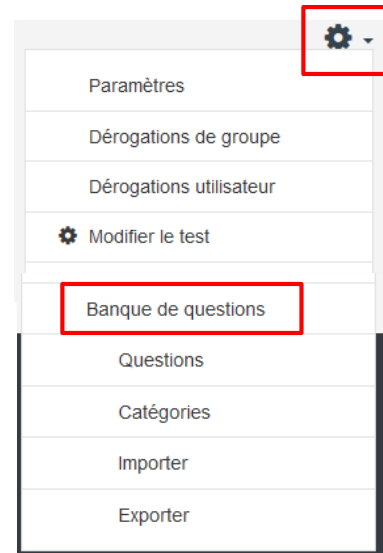 Paramètres
Dérogations de groupe
Dérogations utilisateur
Modifier le test
Banque de questions
Questions
Catégories
Importer
Exporter